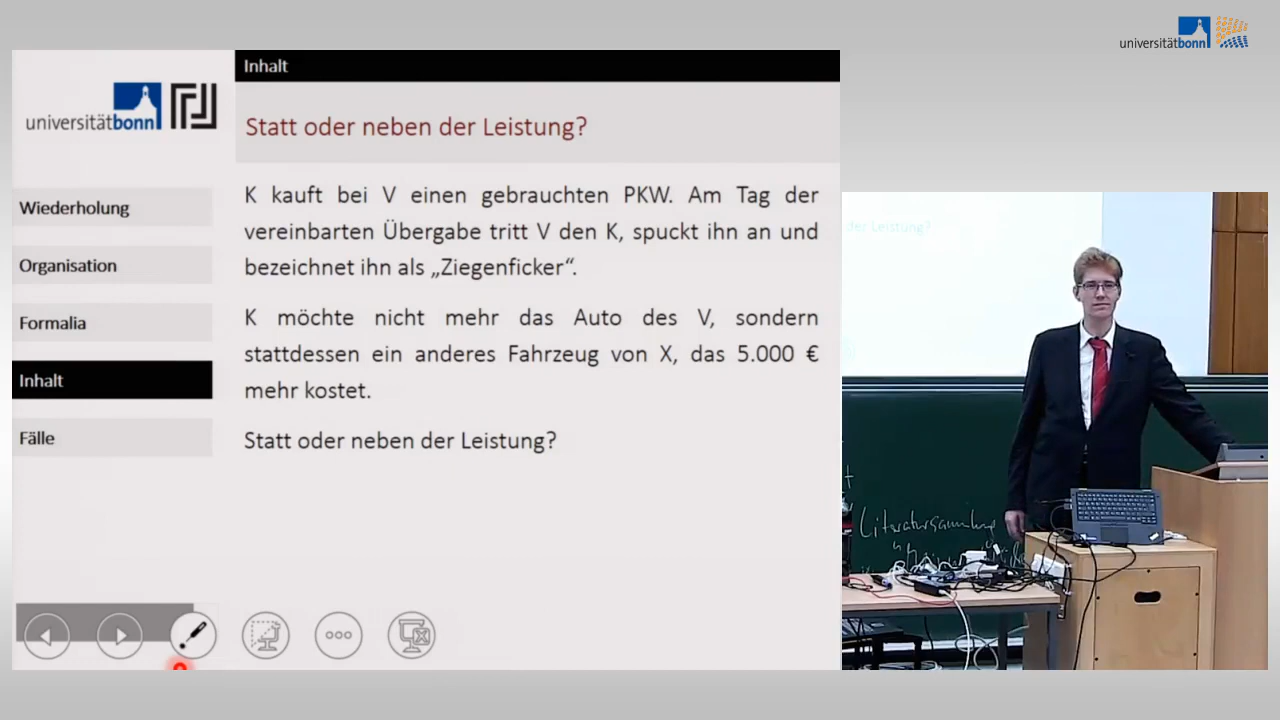 universitätbonn
Inhalt
universitätbonn
Statt oder neben der Leistung?
Wiederholung
Organisation
Formalia
Inhalt
Fälle
K kauft bei V einen gebrauchten PKW. Am Tag der
vereinbarten Übergabe tritt V den K, spuckt ihn an und
bezeichnet ihn als „Ziegenficker“.
K möchte nicht mehr das Auto des V, sondern
stattdessen ein anderes Fahrzeug von X, das 5.000 €
mehr kostet.
Statt oder neben der Leistung?
der Leistung?
Literatursammlung